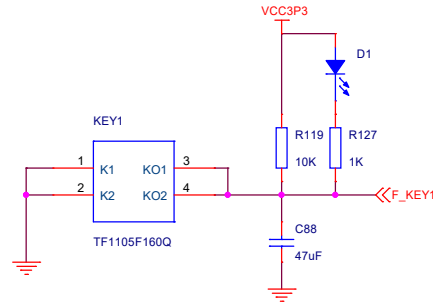 VCC3P3
D1
KEY1
R119
R127
1
K1
KO1
3
10K
1K
2
K2
KO2
4
F_KEY1
C88
TF1105F160Q
47uF